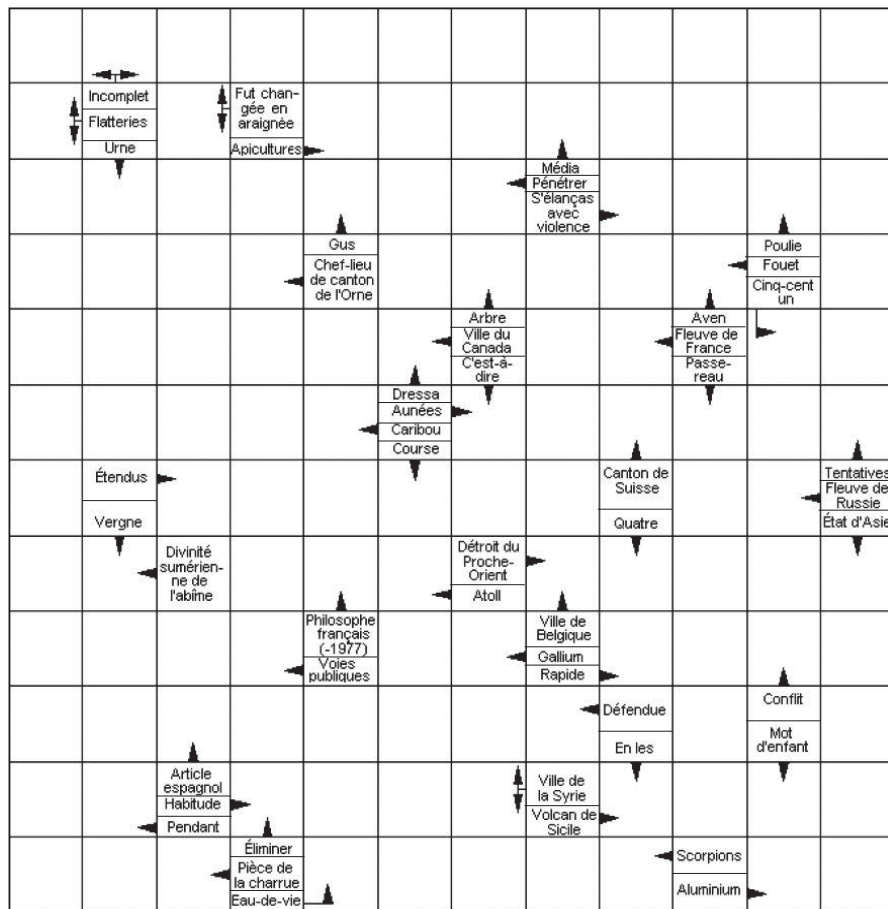 Incomplet
Flatteries
Urne
Fut chan-
gée en
araignée
Apicultures
Média
Pénétrer
S'élanças
avec
violence
Gus
Chef-lieu
de canton
de l'Orne
Poulie
Fouet
Cinq-cent
un
Arbre
Ville du
Canada
C'est-à-
dire
Aven
Fleuve de
France
Passe-
reau
Dressa
Aunées
Caribou
Course
Étendus
Vergne
Canton de
Suisse
Quatre
Tentatives
Fleuve de
Russie
État d'Asie
Divinité
sumérien-
ne de
l'abîme
Détroit du
Proche-
Orient
Atoll
Philosophe
français
(-1977)
Voies
publiques
Ville de
Belgique
Gallium
Rapide
Défendue
En les
Conflit
Mot
d'enfant
Article
espagnol
Habitude
Pendant
Ville de
la Syrie
Volcan de
Sicile
Éliminer
Pièce de
la charrue
Eau-de-vie
Scorpions
Aluminium